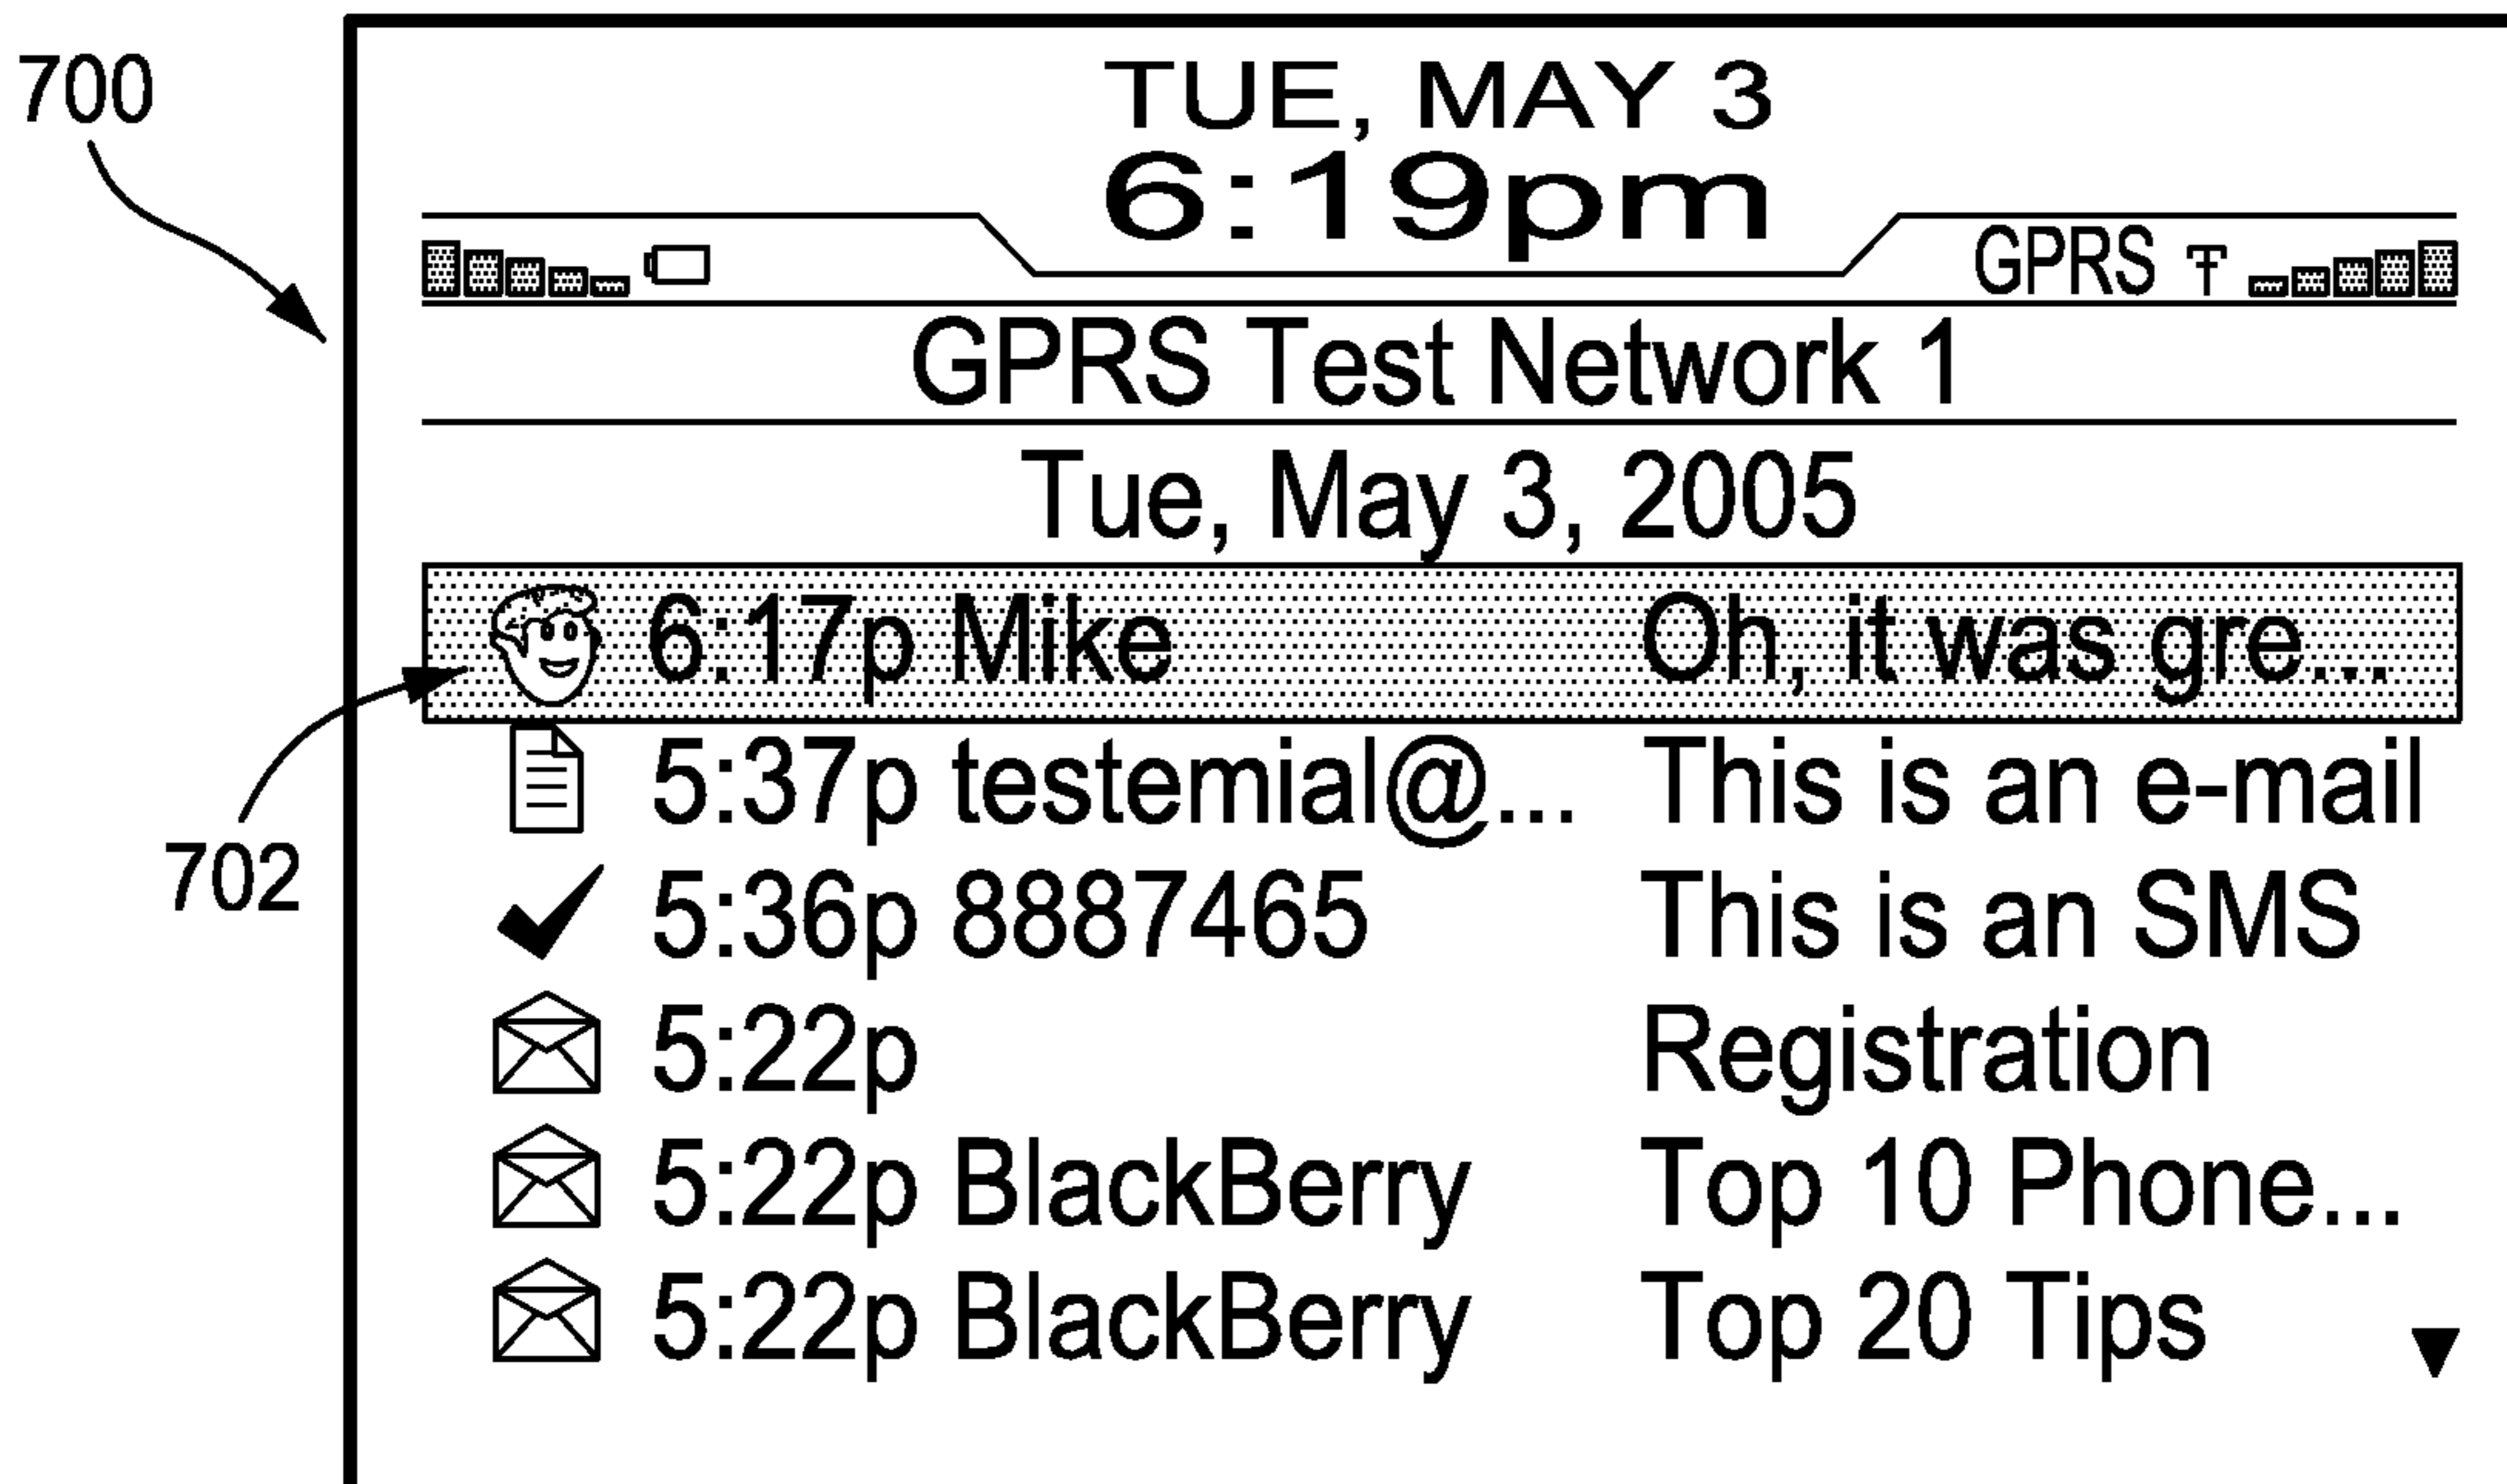 700
TUE, MAY 3
6:19pm
GPRS
GPRS Test Network 1
Tue, May 3, 2005
6:17p Mike Oh, it was gre...
5:37p testemial@... This is an e-mail
702
5:36p 8887465 This is an SMS
5:22p Registration
5:22p BlackBerry Top 10 Phone...
5:22p BlackBerry Top 20 Tips